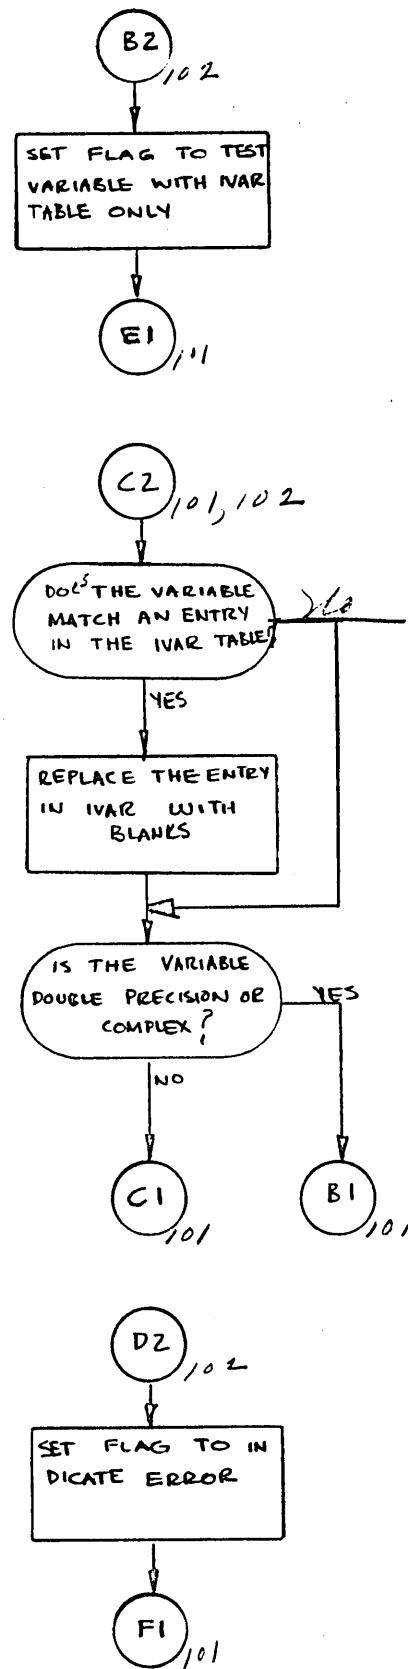 B2
102
SET FLAG TO TEST
VARIABLE WITH IVAR
TABLE ONLY
E1
101
C2
101, 102
DOES THE VARIABLE
MATCH AN ENTRY
IN THE IVAR TABLE?
No
YES
REPLACE THE ENTRY
IN IVAR WITH
BLANKS
IS THE VARIABLE
DOUBLE PRECISION OR
COMPLEX?
YES
NO
C1
101
B1
101
D2
102
SET FLAG TO IN
DICATE ERROR
F1
101